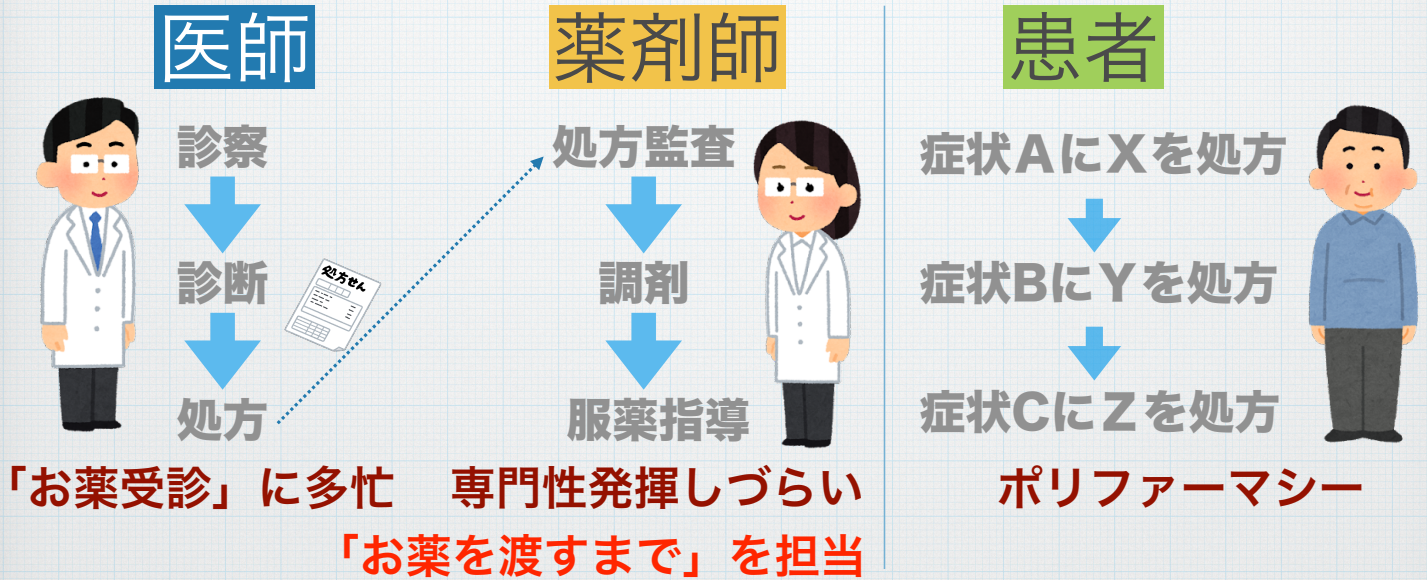 医師
診察
診断
処方せん
処方
「お薬受診」に多忙
薬剤師
処方監査
調剤
服薬指導
専門性発揮しづらい
「お薬を渡すまで」を担当
患者
症状AにXを処方
症状BにYを処方
症状CにZを処方
ポリファーマシー